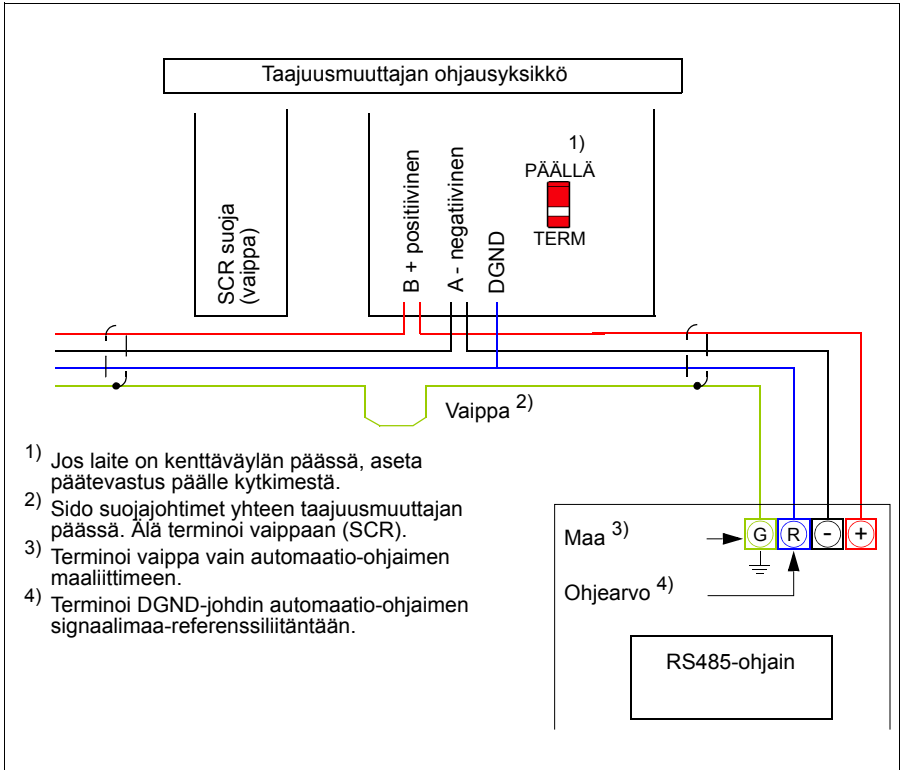 Taajuusmuuttajan ohjausyksikkö
SCR suoja
(vaippa)
B + positiivinen
A - negatiivinen
DGND
1)
PÄÄLLÄ
TERM
Vaippa 2)
1) Jos laite on kenttäväylän päässä, aseta
päätevastus päälle kytkimestä.
2) Sido suojajohtimet yhteen taajuusmuuttajan
päässä. Älä terminoi vaippaan (SCR).
3) Terminoi vaippa vain automaatio-ohjaimen
maaliittimeen.
4) Terminoi DGND-johdin automaatio-ohjaimen
signaalimaa-referenssiliitäntään.
Maa 3)
G R - +
Ohjearvo 4)
RS485-ohjain